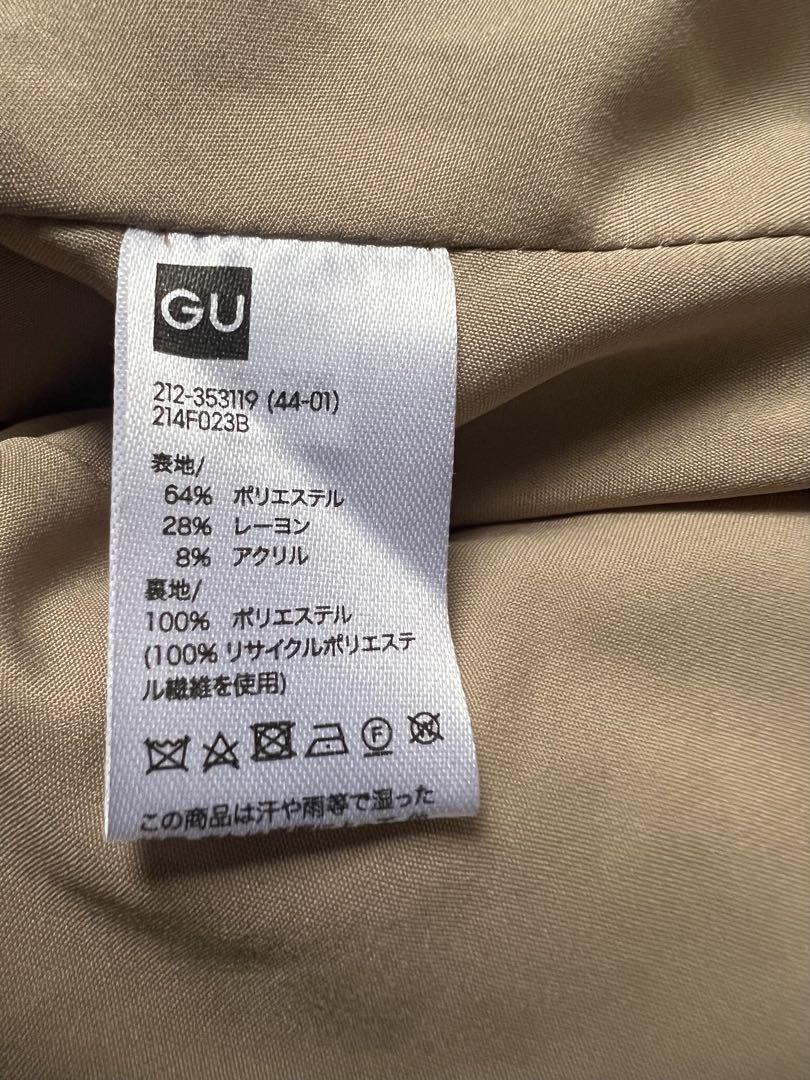 GU
212-353119 (44-01)
214F023B
表地/
64% ポリエステル
28% レーヨン
8% アクリル
裏地/
100% ポリエステル
(100% リサイクルポリエステ
ル繊維を使用)
F W
この商品は汗や雨等で湿った